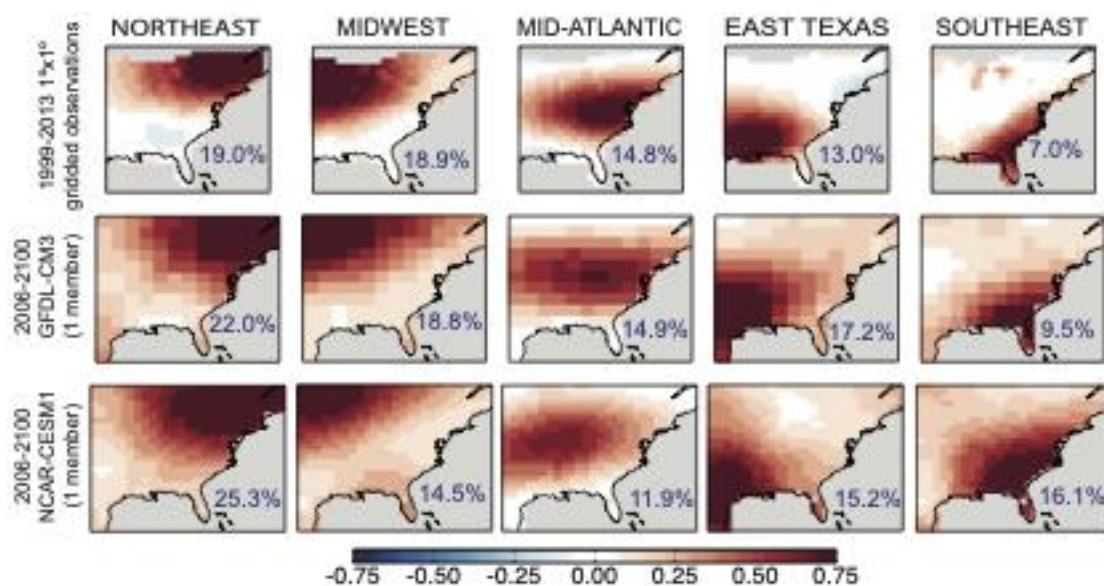 NORTHEAST MIDWEST MID-ATLANTIC EAST TEXAS SOUTHEAST
1999-2013 1°x1°
gridded observations
19.0% 18.9% 14.8% 13.0% 7.0%
2006-2100
GFDL-CM3
(1 member)
22.0% 18.8% 14.9% 17.2% 9.5%
2006-2100
NCAR-CESM1
(1 member)
25.3% 14.5% 11.9% 15.2% 16.1%
-0.75 -0.50 -0.25 0.00 0.25 0.50 0.75